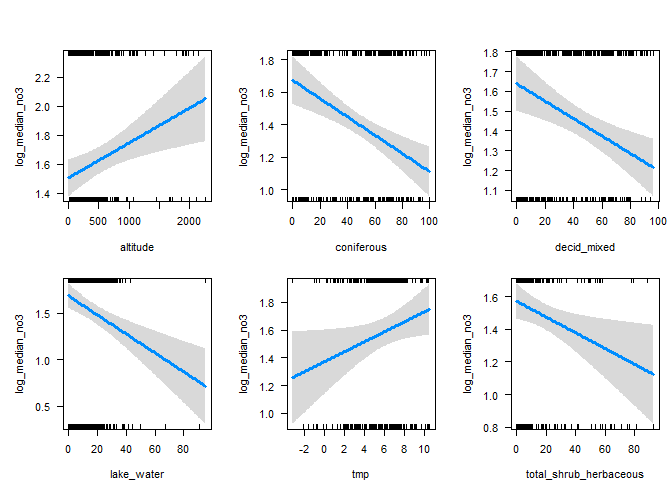 log_median_no3
2.2
2.0
1.8
1.6
1.4
0 500 1000 2000
altitude
log_median_no3
1.8
1.6
1.4
1.2
1.0
0 20 40 60 80 100
coniferous
log_median_no3
1.8
1.7
1.6
1.5
1.4
1.3
1.2
1.1
0 20 40 60 80 100
decid_mixed
log_median_no3
1.5
1.0
0.5
0 20 40 60 80
lake_water
log_median_no3
1.8
1.6
1.4
1.2
1.0
-2 0 2 4 6 8 10
tmp
log_median_no3
1.6
1.4
1.2
1.0
0.8
0 20 40 60 80
total_shrub_herbaceous